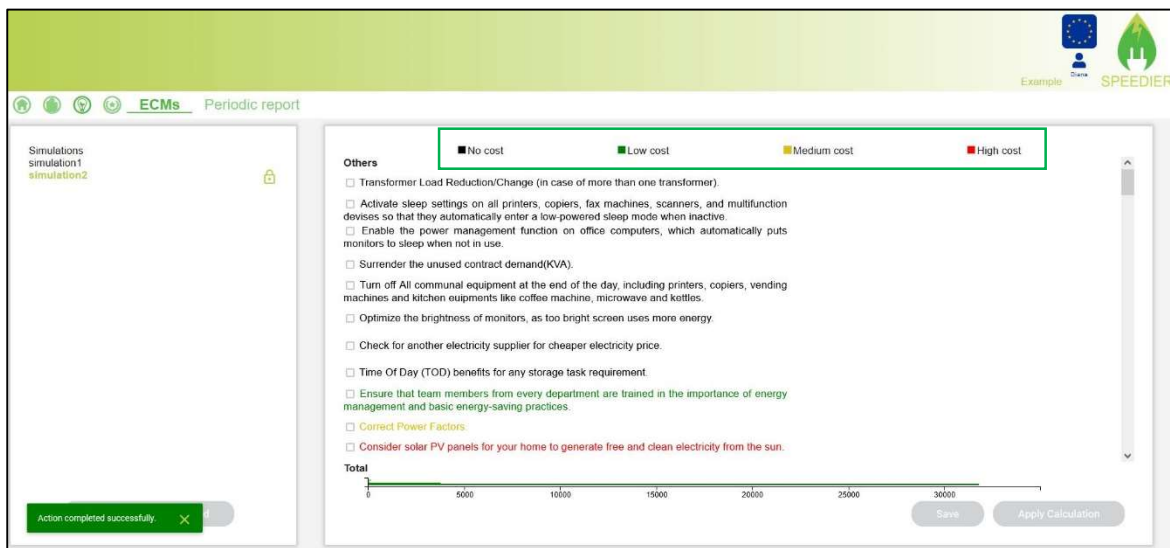 Example
Diana
SPEEDIER
ECMs
Periodic report
Simulations
simulation1
simulation2
No cost
Low cost
Medium cost
High cost
Others
Transformer Load Reduction/Change (in case of more than one transformer).
Activate sleep settings on all printers, copiers, fax machines, scanners, and multifunction
devises so that they automatically enter a low-powered sleep mode when inactive.
Enable the power management function on office computers, which automatically puts
monitors to sleep when not in use.
Surrender the unused contract demand(KVA).
Turn off All communal equipment at the end of the day, including printers, copiers, vending
machines and kitchen euipments like coffee machine, microwave and kettles.
Optimize the brightness of monitors, as too bright screen uses more energy.
Check for another electricity supplier for cheaper electricity price.
Time Of Day (TOD) benefits for any storage task requirement.
Ensure that team members from every department are trained in the importance of energy
management and basic energy-saving practices.
Correct Power Factors.
Consider solar PV panels for your home to generate free and clean electricity from the sun.
Total
0 5000 10000 15000 20000 25000 30000
Action completed successfully.
Save
Apply Calculation